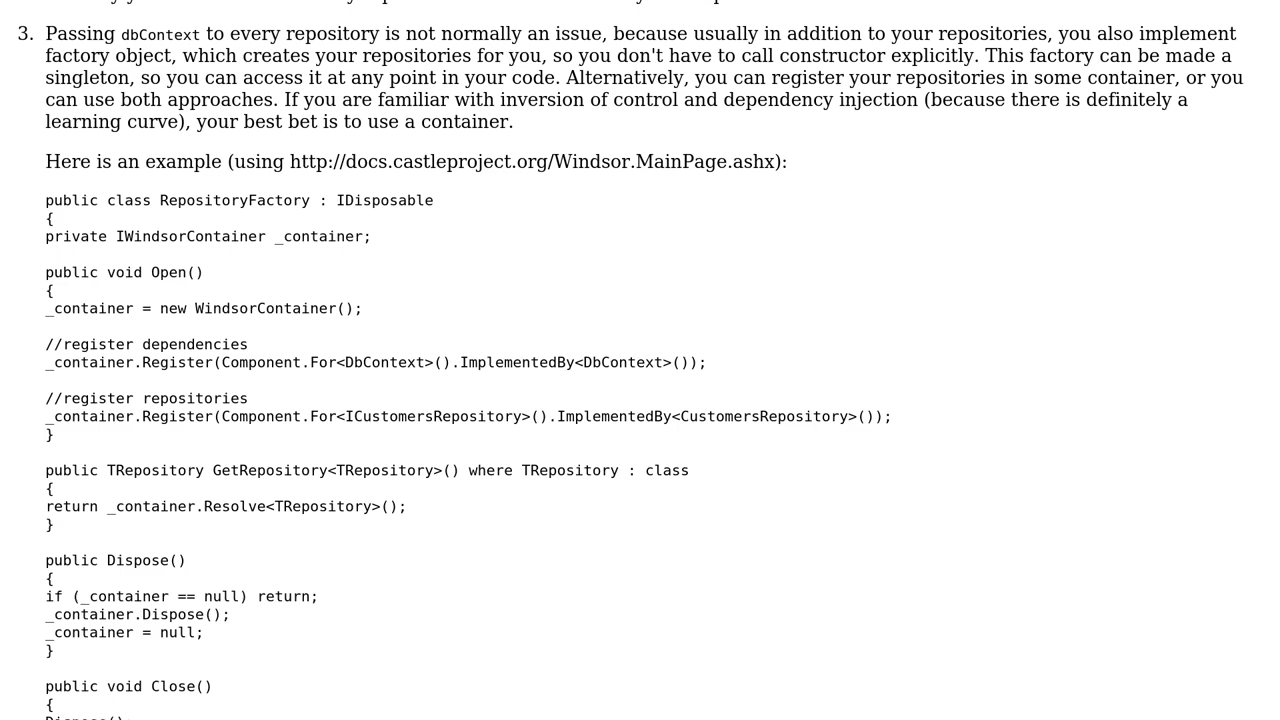 3. Passing dbContext to every repository is not normally an issue, because usually in addition to your repositories, you also implement
factory object, which creates your repositories for you, so you don't have to call constructor explicitly. This factory can be made a
singleton, so you can access it at any point in your code. Alternatively, you can register your repositories in some container, or you
can use both approaches. If you are familiar with inversion of control and dependency injection (because there is definitely a
learning curve), your best bet is to use a container.
Here is an example (using http://docs.castleproject.org/Windsor.MainPage.ashx):
public class RepositoryFactory : IDisposable
{
private IWindsorContainer _container;
public void Open()
{
_container = new WindsorContainer();
//register dependencies
_container.Register(Component.For<DbContext>().ImplementedBy<DbContext>());
//register repositories
_container.Register(Component.For<ICustomersRepository>().ImplementedBy<CustomersRepository>());
}
public TRepository GetRepository<TRepository>() where TRepository : class
{
return _container.Resolve<TRepository>();
}
public Dispose()
{
if (_container == null) return;
_container.Dispose();
_container = null;
}
public void Close()
{